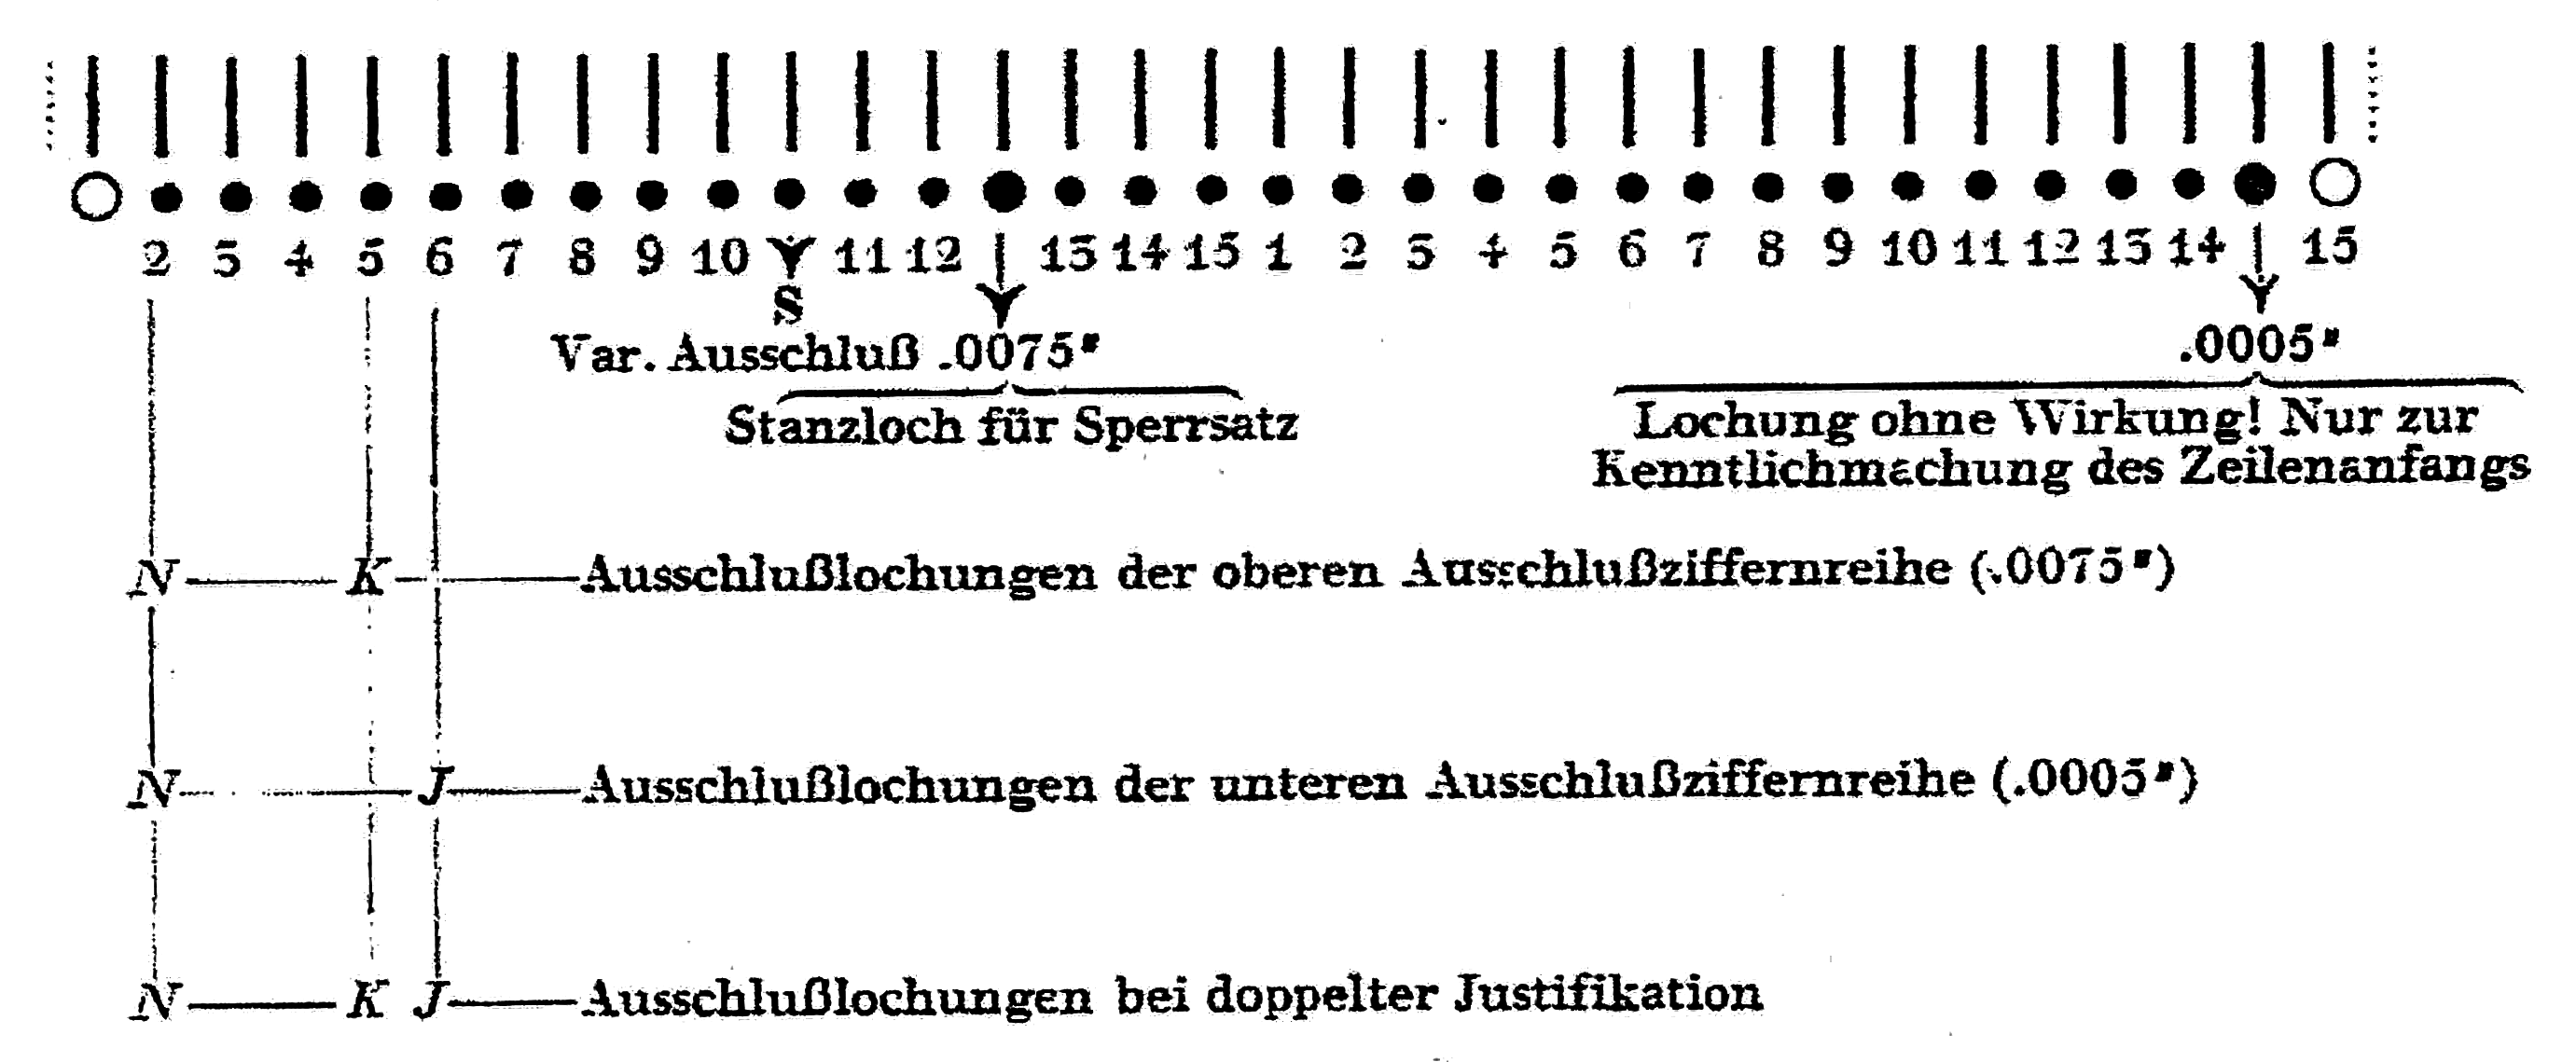 2 3 4 5 6 7 8 9 10 11 12 13 14 15 1 2 3 4 5 6 7 8 9 10 11 12 13 14 15
S
Var. Ausschluß .0075" .0005"
Stanzloch für Sperrsatz
Lochung ohne Wirkung! Nur zur
Kenntlichmachung des Zeilenanfangs
N K Ausschlußlochungen der oberen Ausschlußziffernreihe (.0075")
N J Ausschlußlochungen der unteren Ausschlußziffernreihe (.0005")
N K J Ausschlußlochungen bei doppelter Justifikation